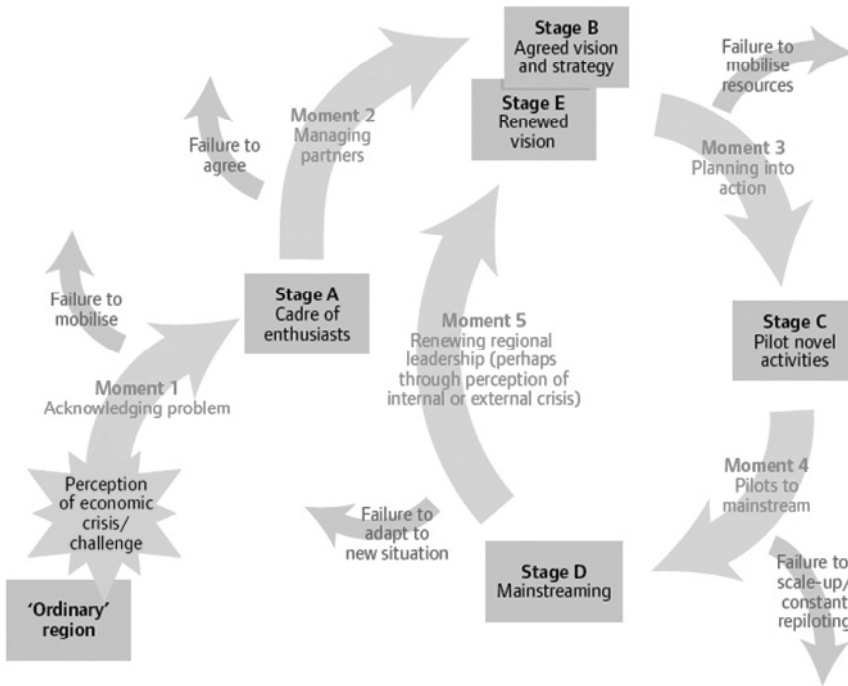 Stage B
Agreed vision
and strategy
Stage E
Renewed
vision
Failure to
mobilise
resources
Moment 2
Managing
partners
Failure to
agree
Moment 3
Planning into
action
Stage A
Cadre of
enthusiasts
Failure to
mobilise
Stage C
Pilot novel
activities
Moment 5
Renewing regional
leadership (perhaps
through perception of
internal or external crisis)
Moment 1
Acknowledging problem
Moment 4
Pilots to
mainstream
Perception
of economic
crisis/
challenge
Failure to
adapt to
new situation
Stage D
Mainstreaming
Failure to
scale-up/
constant
repiloting
‘Ordinary’
region